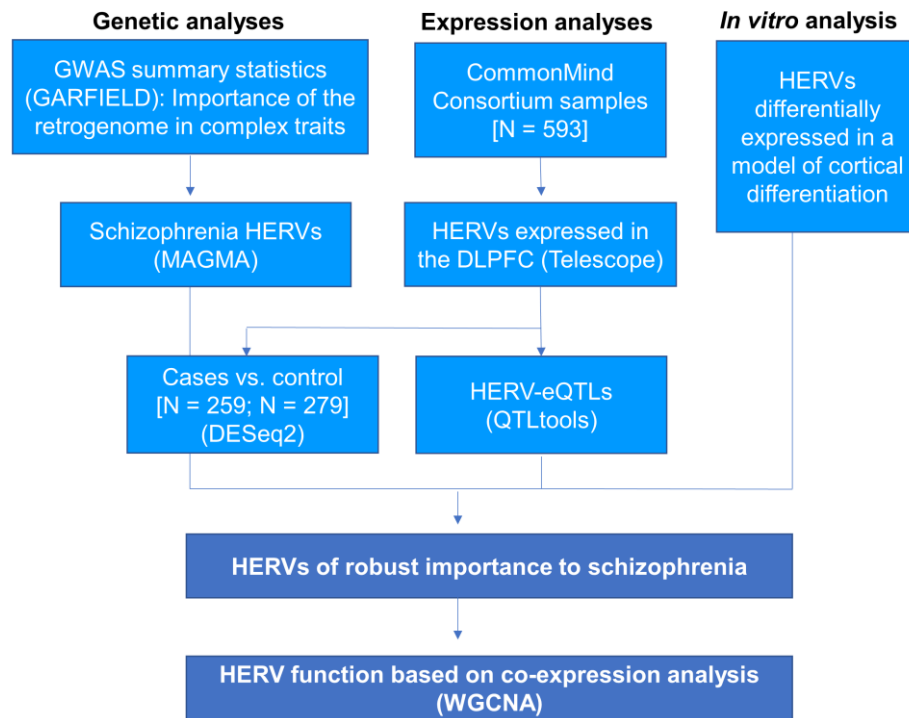 Genetic analyses
Expression analyses
In vitro analysis
GWAS summary statistics
(GARFIELD): Importance of the
retrogenome in complex traits
CommonMind
Consortium samples
[N = 593]
HERVs
differentially
expressed in a
model of cortical
differentiation
Schizophrenia HERVs
(MAGMA)
HERVs expressed in
the DLPFC (Telescope)
Cases vs. control
[N = 259; N = 279]
(DESeq2)
HERV-eQTLs
(QTLtools)
HERVs of robust importance to schizophrenia
HERV function based on co-expression analysis
(WGCNA)